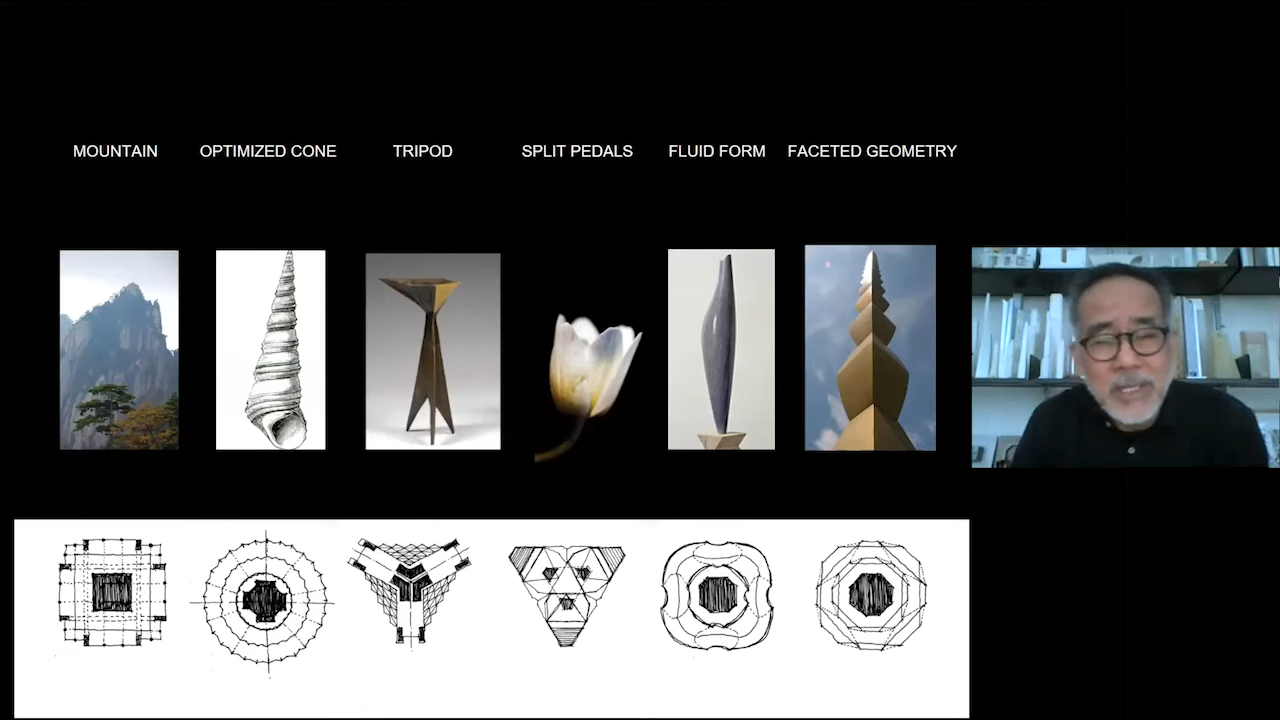 MOUNTAIN
OPTIMIZED CONE
TRIPOD
SPLIT PEDALS
FLUID FORM
FACETED GEOMETRY